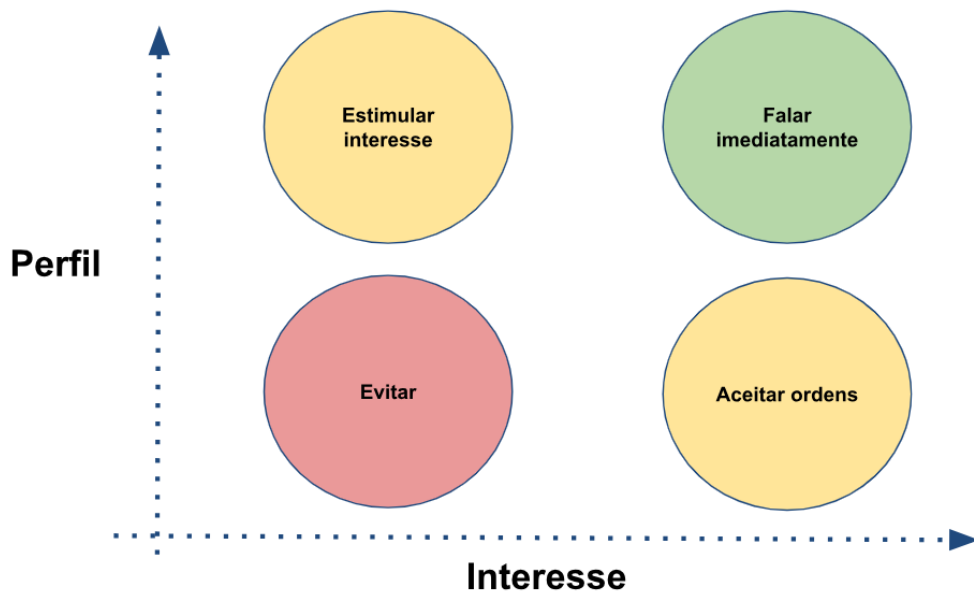 Estimular
interesse
Falar
imediatamente
Perfil
Evitar
Aceitar ordens
Interesse